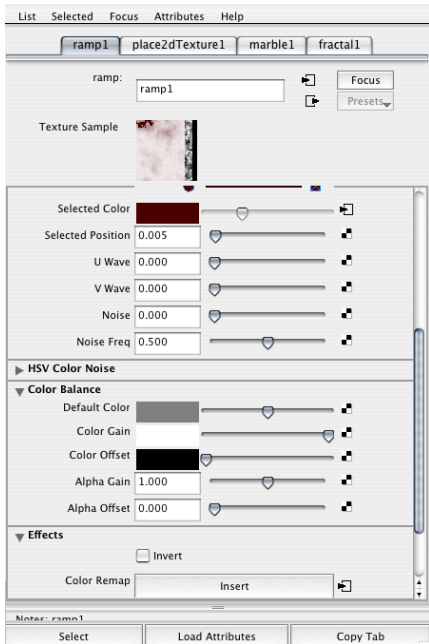 List Selected Focus Attributes Help
ramp1 place2dTexture1 marble1 fractal1
ramp: ramp1 Focus
Presets
Texture Sample
Selected Color
Selected Position 0.005
U Wave 0.000
V Wave 0.000
Noise 0.000
Noise Freq 0.500
HSV Color Noise
Color Balance
Default Color
Color Gain
Color Offset
Alpha Gain 1.000
Alpha Offset 0.000
Effects
Invert
Color Remap Insert
Notes: ramp1
Select Load Attributes Copy Tab